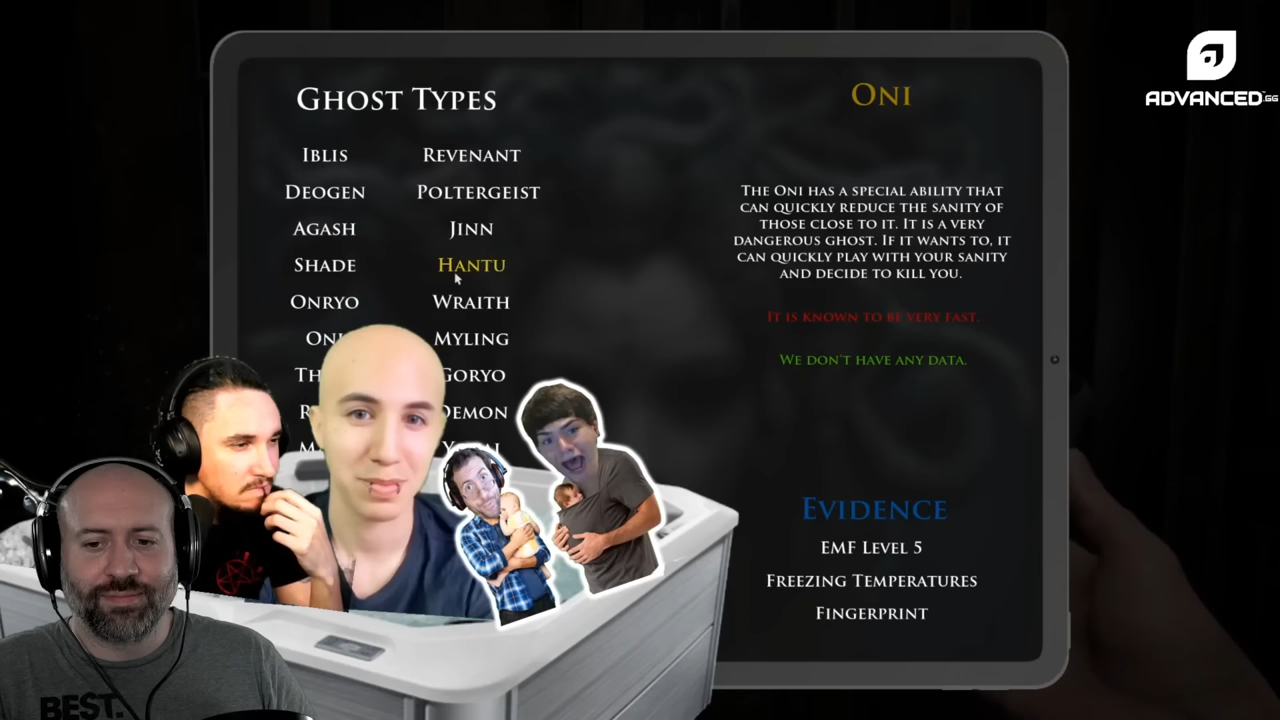 GHOST TYPES
IBLIS
REVENANT
DEOGEN
POLTERGEIST
AGASH
JINN
SHADE
HANTU
ONRYO
WRAITH
MYLING
GORYO
ONI
THE ONI HAS A SPECIAL ABILITY THAT
CAN QUICKLY REDUCE THE SANITY OF
THOSE CLOSE TO IT. IT IS A VERY
DANGEROUS GHOST. IF IT WANTS TO, IT
CAN QUICKLY PLAY WITH YOUR SANITY
AND DECIDE TO KILL YOU.
IT IS KNOWN TO BE VERY FAST.
WE DON'T HAVE ANY DATA.
EVIDENCE
EMF LEVEL 5
FREEZING TEMPERATURES
FINGERPRINT
ADVANCED.GG
BEST.